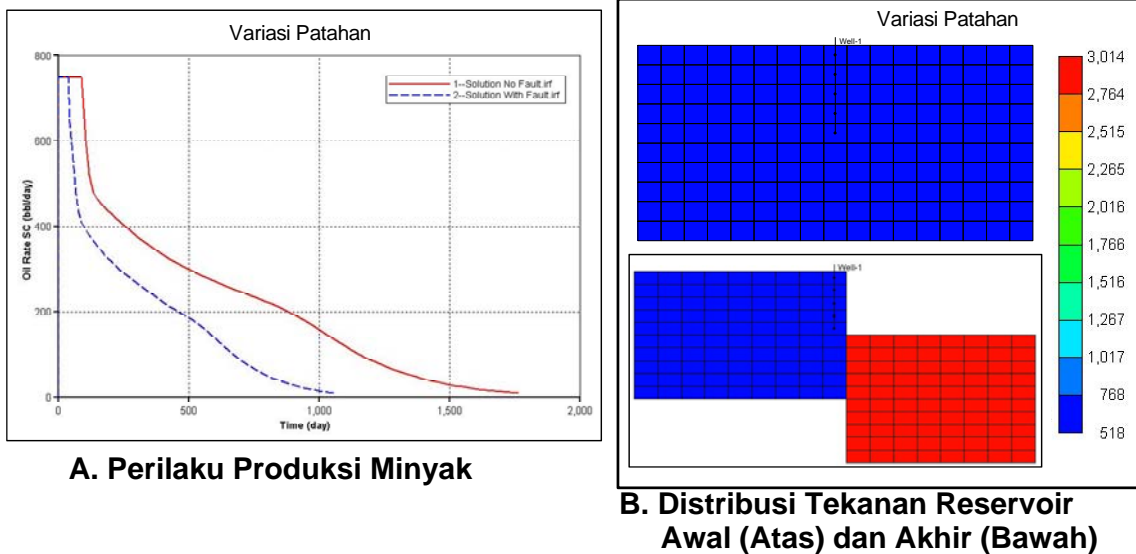 Variasi Patahan
800
600
400
200
0
Oil Rate SC (bbl/day)
1--Solution No Fault.irf
2--Solution With Fault.irf
0 500 1,000 1,500 2,000
Time (day)
A. Perilaku Produksi Minyak
Variasi Patahan
Well-1
Well-1
3,014
2,764
2,515
2,265
2,016
1,766
1,516
1,267
1,017
768
518
B. Distribusi Tekanan Reservoir
Awal (Atas) dan Akhir (Bawah)